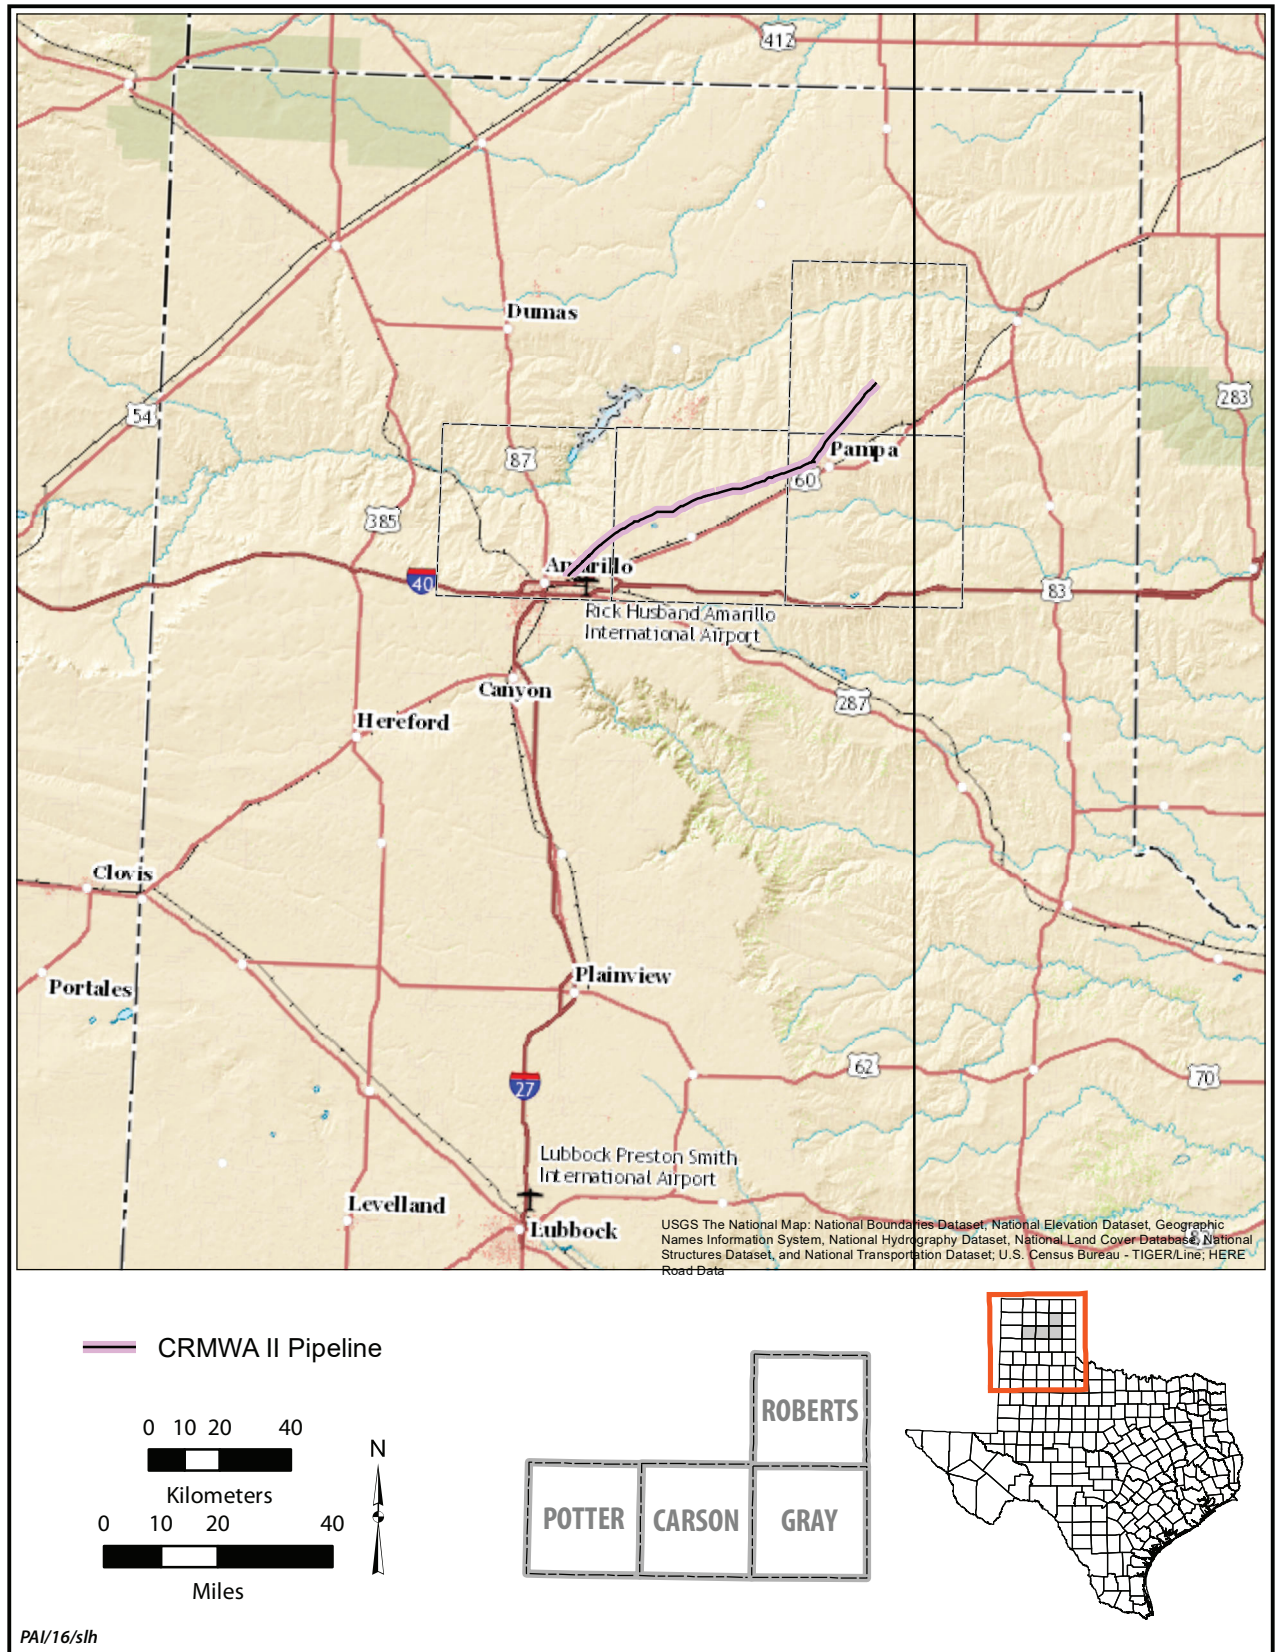 412
Dumas
54
283
87
Pampa
60
385
Amarillo
40
83
Rick Husband Amarillo
International Airport
Canyon
287
Hereford
Clovis
Plainview
Portales
62
70
27
Lubbock Preston Smith
International Airport
Levelland
Lubbock
USGS The National Map: National Boundaries Dataset, National Elevation Dataset, Geographic
Names Information System, National Hydrography Dataset, National Land Cover Database, National
Structures Dataset, and National Transportation Dataset; U.S. Census Bureau - TIGER/Line; HERE
Road Data
CRMWA II Pipeline
0 10 20 40
Kilometers
0 10 20 40
Miles
N
ROBERTS
POTTER CARSON GRAY
PAI/16/slh